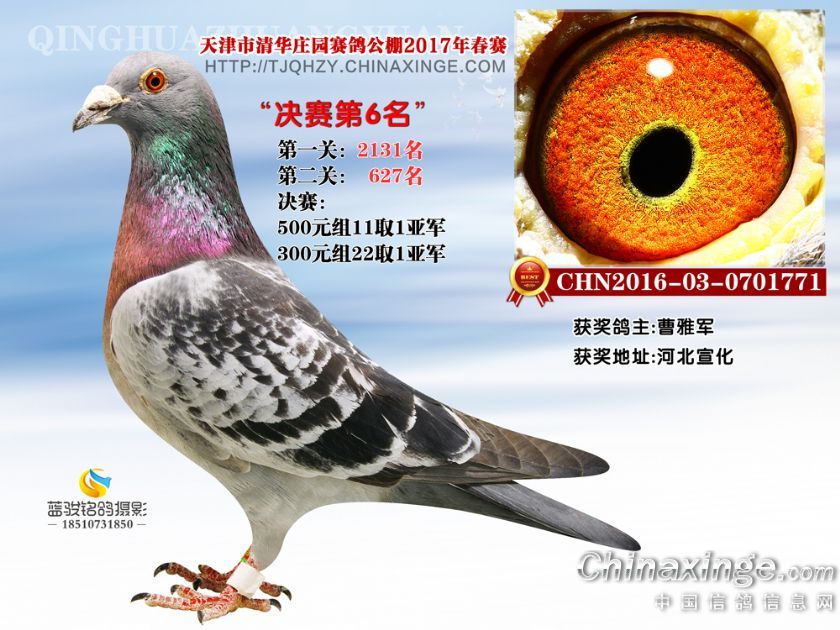 QINGHUAZHUANGYUAN
天津市清华庄园赛鸽公棚2017年春赛
HTTP://TJQHZY.CHINAXINGE.COM
“决赛第6名”
第一关: 2131名
第二关: 627名
决赛:
500元组11取1亚军
300元组22取1亚军
BEST
CHN2016-03-0701771
获奖鸽主:曹雅军
获奖地址:河北宣化
蓝骏铭鸽摄影
18510731850
Chinaxinge.com
中国信鸽信息网